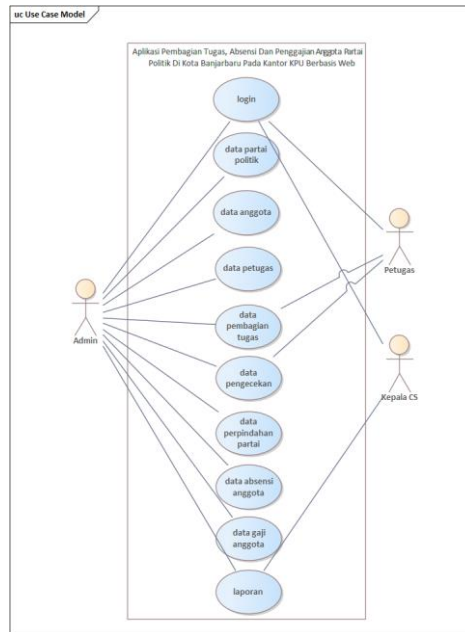 uc Use Case Model
Aplikasi Pembagian Tugas, Absensi Dan Penggajian Anggota Partai
Politik Di Kota Banjarbaru Pada Kantor KPU Berbasis Web
login
data partai
politik
data anggota
data petugas
data
pembagian
tugas
data
pengecekan
data
perpindahan
partai
data absensi
anggota
data gaji
anggota
laporan
Admin
Petugas
Kepala CS